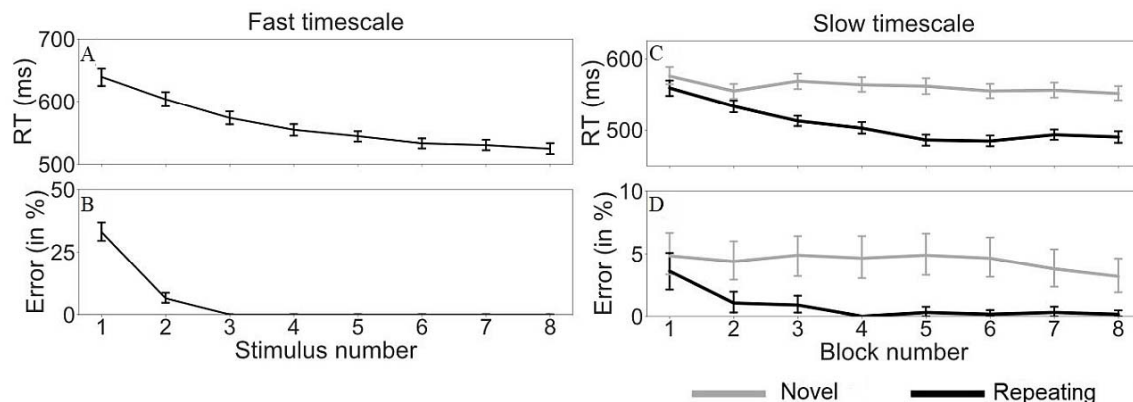 Fast timescale
Slow timescale
A
RT (ms)
700
600
500
B
Error (in %)
50
25
0
1 2 3 4 5 6 7 8
Stimulus number
C
RT (ms)
600
500
D
Error (in %)
10
5
0
1 2 3 4 5 6 7 8
Block number
Novel
Repeating